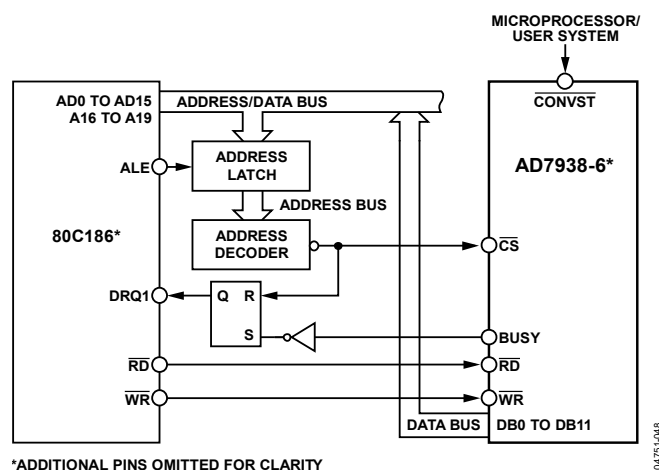 MICROPROCESSOR/
USER SYSTEM
AD0 TO AD15
A16 TO A19
ADDRESS/DATA BUS
CONVST
ALE
ADDRESS
LATCH
AD7938-6*
ADDRESS BUS
80C186*
ADDRESS
DECODER
CS
DRQ1
Q R
S
BUSY
RD
RD
WR
WR
DATA BUS
DB0 TO DB11
*ADDITIONAL PINS OMITTED FOR CLARITY
04751-048